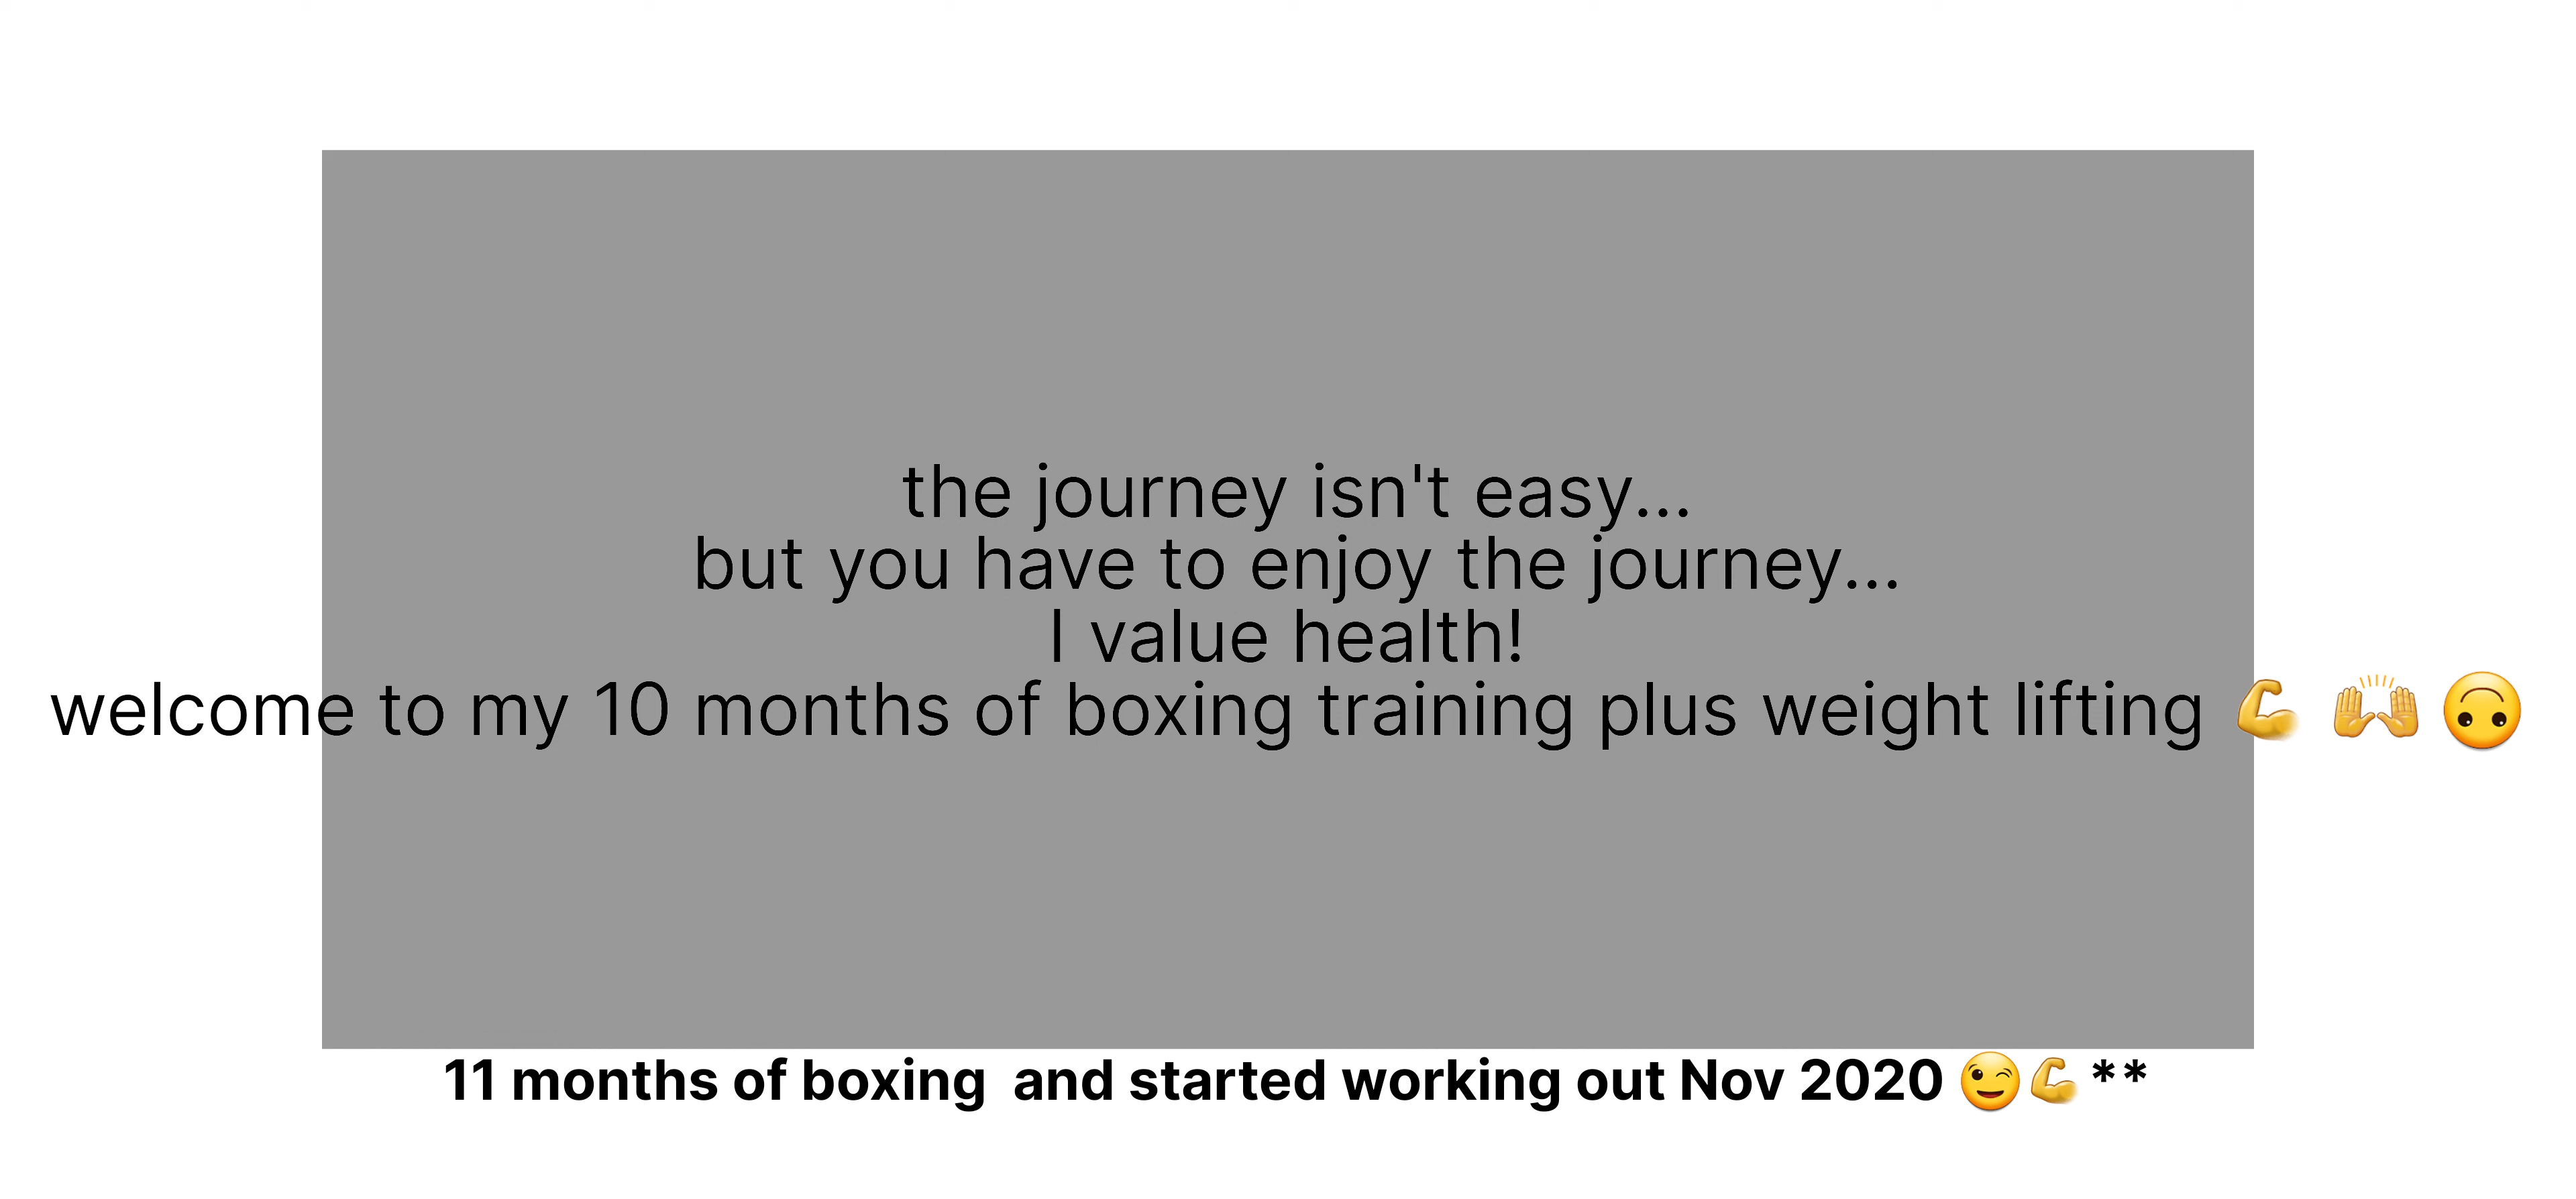 the journey isn't easy...
but you have to enjoy the journey...
I value health!
welcome to my 10 months of boxing training plus weight lifting 💪 🙌 🙃
11 months of boxing  and started working out Nov 2020 😉💪**